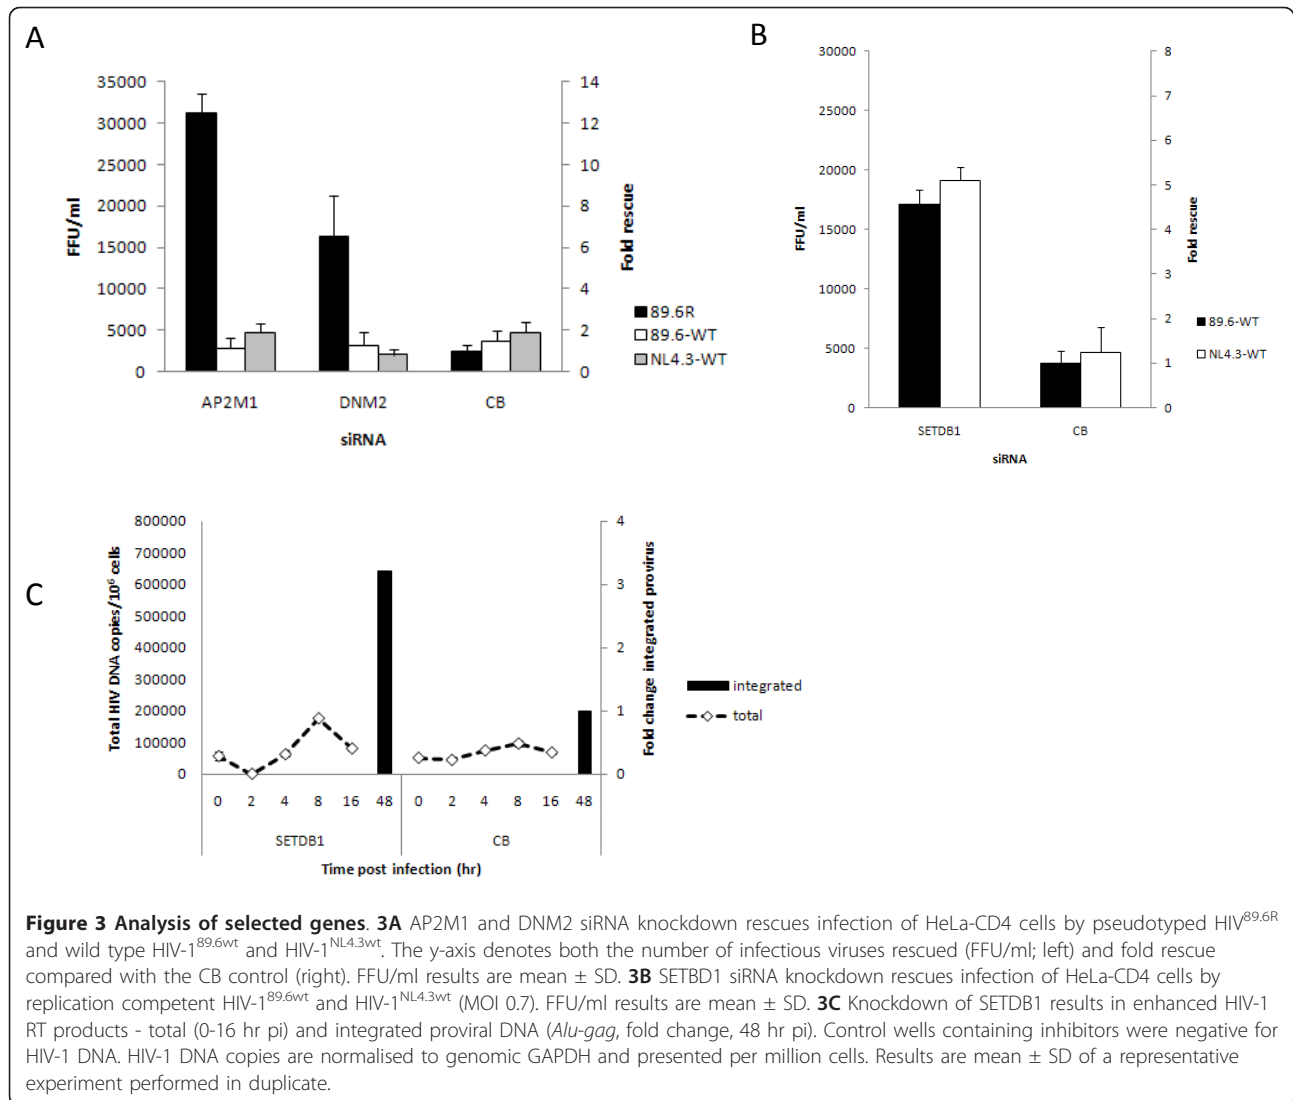 A
35000
30000
25000
20000
15000
10000
5000
0
FFU/ml
14
12
10
8
6
4
2
0
Fold rescue
89.6R
89.6-WT
NL4.3-WT
AP2M1 DNM2 CB
siRNA
B
30000
25000
20000
15000
10000
5000
0
FFU/ml
8
7
6
5
4
3
2
1
0
Fold rescue
89.6-WT
NL4.3-WT
SETDB1 CB
siRNA
C
800000
700000
600000
500000
400000
300000
200000
100000
0
Total HIV DNA copies/10⁶ cells
4
3
2
1
0
Fold change integrated provirus
integrated
total
0 2 4 8 16 48 0 2 4 8 16 48
SETDB1 CB
Time post infection (hr)
Figure 3 Analysis of selected genes. 3A AP2M1 and DNM2 siRNA knockdown rescues infection of HeLa-CD4 cells by pseudotyped HIV89.6R
and wild type HIV-189.6wt and HIV-1NL4.3wt. The y-axis denotes both the number of infectious viruses rescued (FFU/ml; left) and fold rescue
compared with the CB control (right). FFU/ml results are mean ± SD. 3B SETBD1 siRNA knockdown rescues infection of HeLa-CD4 cells by
replication competent HIV-189.6wt and HIV-1NL4.3wt (MOI 0.7). FFU/ml results are mean ± SD. 3C Knockdown of SETDB1 results in enhanced HIV-1
RT products - total (0-16 hr pi) and integrated proviral DNA (Alu-gag, fold change, 48 hr pi). Control wells containing inhibitors were negative for
HIV-1 DNA. HIV-1 DNA copies are normalised to genomic GAPDH and presented per million cells. Results are mean ± SD of a representative
experiment performed in duplicate.